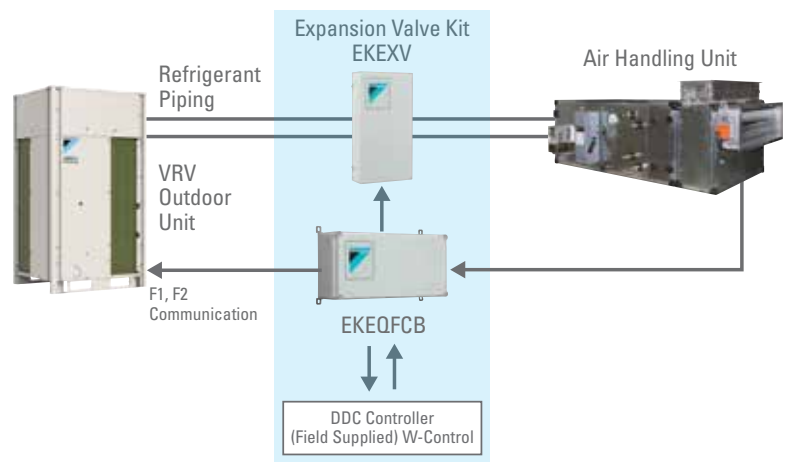 Expansion Valve Kit
EKEXV
Air Handling Unit
Refrigerant
Piping
VRV
Outdoor
Unit
F1, F2
Communication
EKEQFCB
DDC Controller
(Field Supplied) W-Control